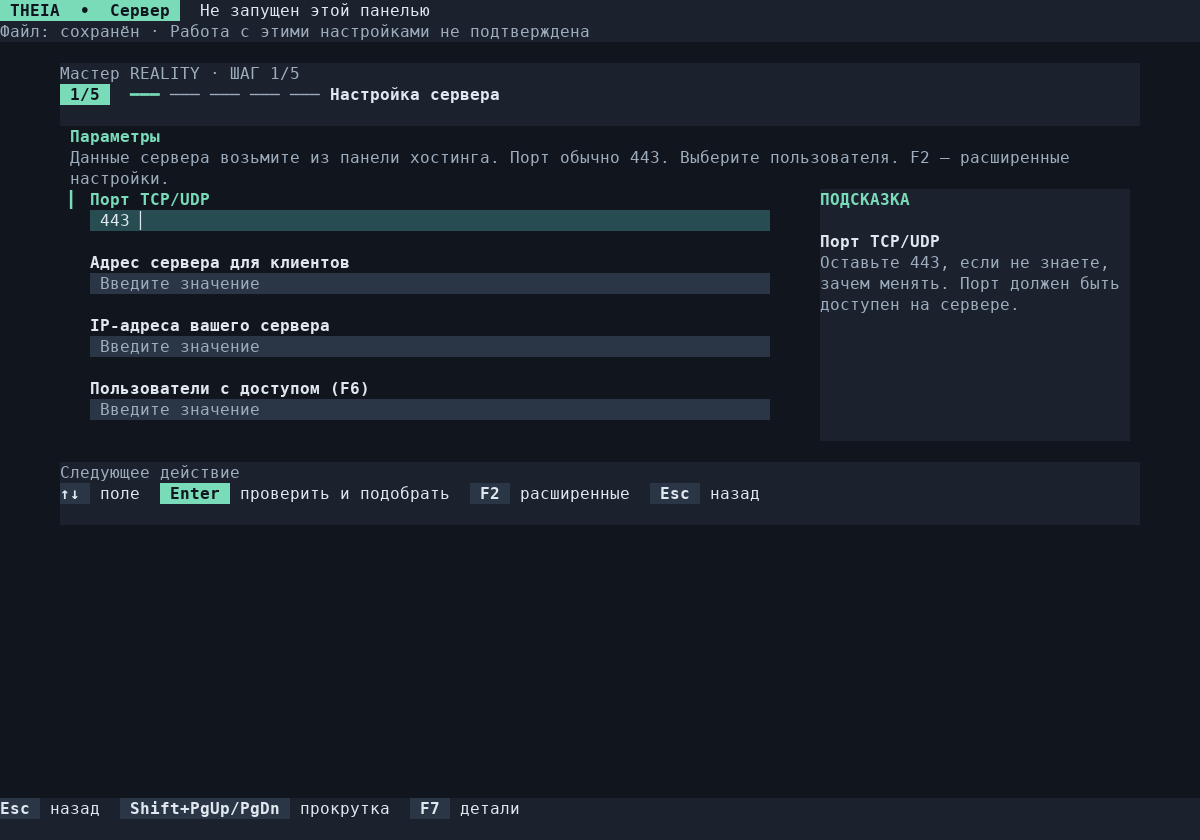 THEIA • Сервер Не запущен этой панелью
Файл: сохранён · Работа с этими настройками не подтверждена
Мастер REALITY · ШАГ 1/5
1/5 Настройка сервера
Параметры
Данные сервера возьмите из панели хостинга. Порт обычно 443. Выберите пользователя. F2 — расширенные
настройки.
Порт TCP/UDP
443
Адрес сервера для клиентов
Введите значение
IP-адреса вашего сервера
Введите значение
Пользователи с доступом (F6)
Введите значение
ПОДСКАЗКА
Порт TCP/UDP
Оставьте 443, если не знаете,
зачем менять. Порт должен быть
доступен на сервере.
Следующее действие
↑↓ поле Enter проверить и подобрать F2 расширенные Esc назад
Esc назад Shift+PgUp/PgDn прокрутка F7 детали